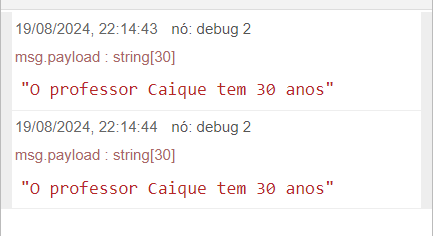 19/08/2024, 22:14:43 nó: debug 2
msg.payload : string[30]
"O professor Caique tem 30 anos"
19/08/2024, 22:14:44 nó: debug 2
msg.payload : string[30]
"O professor Caique tem 30 anos"